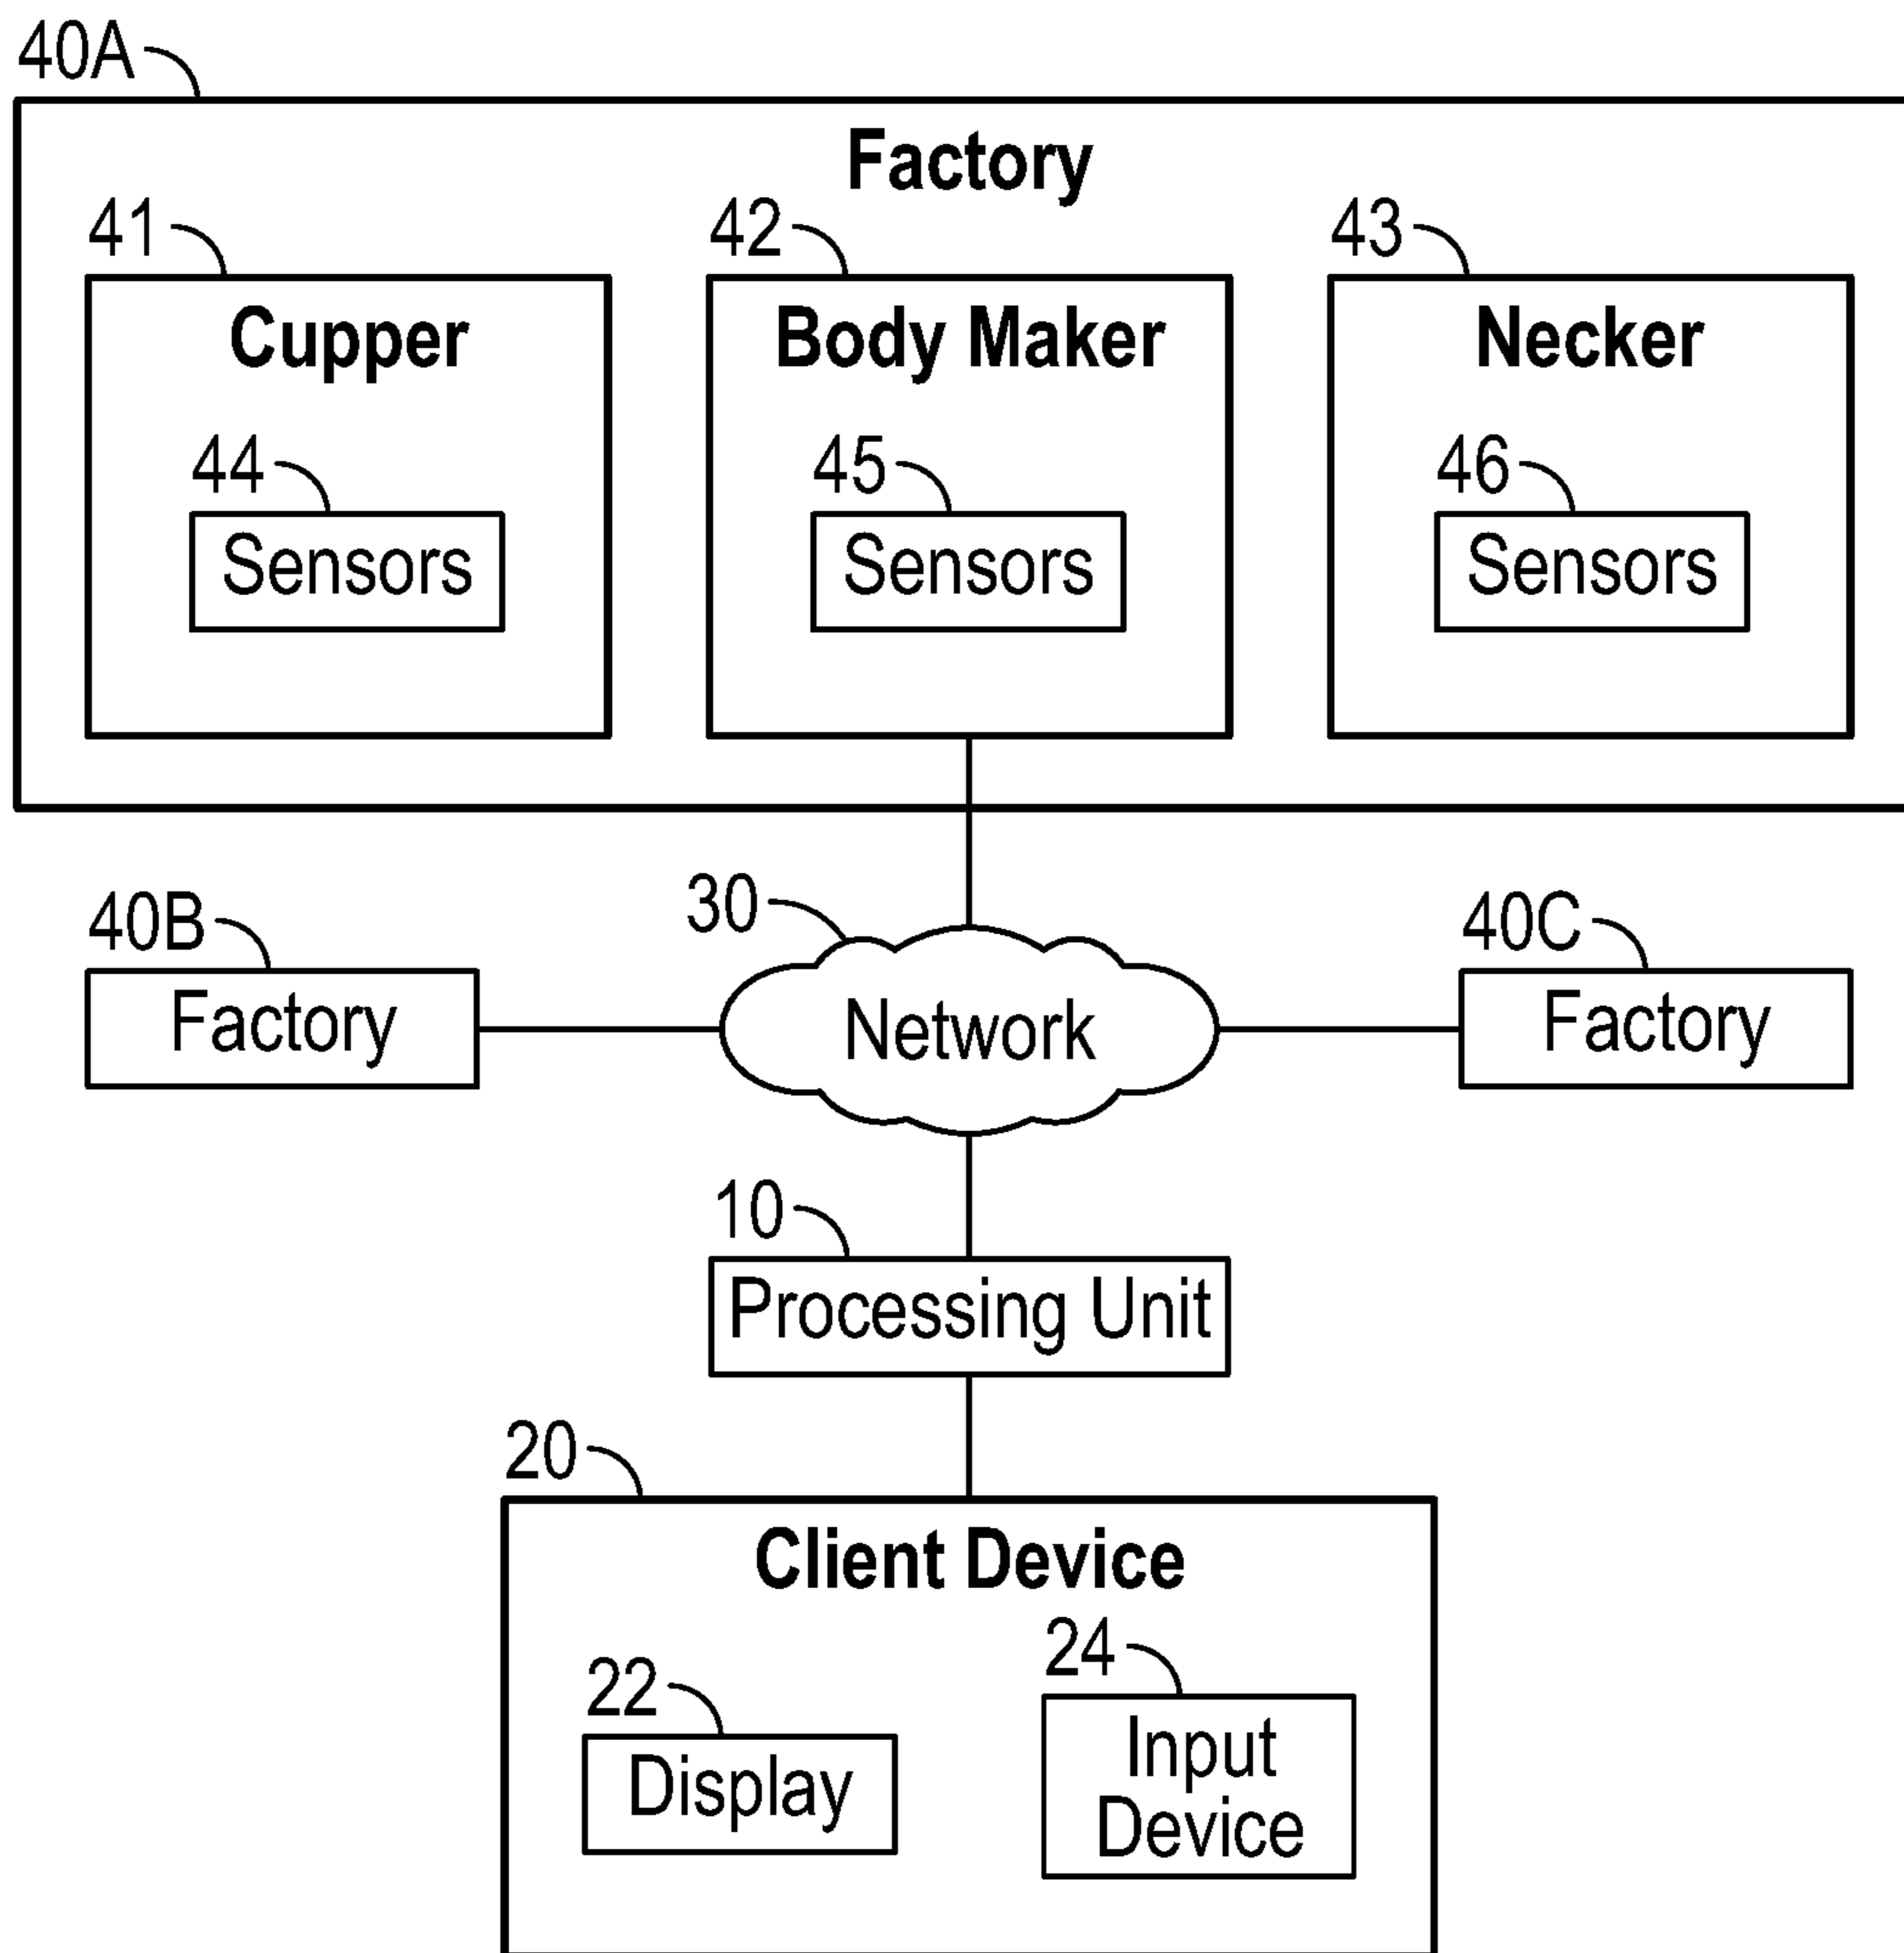 40A
Factory
41
42
43
Cupper
Body Maker
Necker
44
45
46
Sensors
Sensors
Sensors
30
40B
40C
Factory
Network
Factory
10
Processing Unit
20
Client Device
22
24
Display
Input
Device